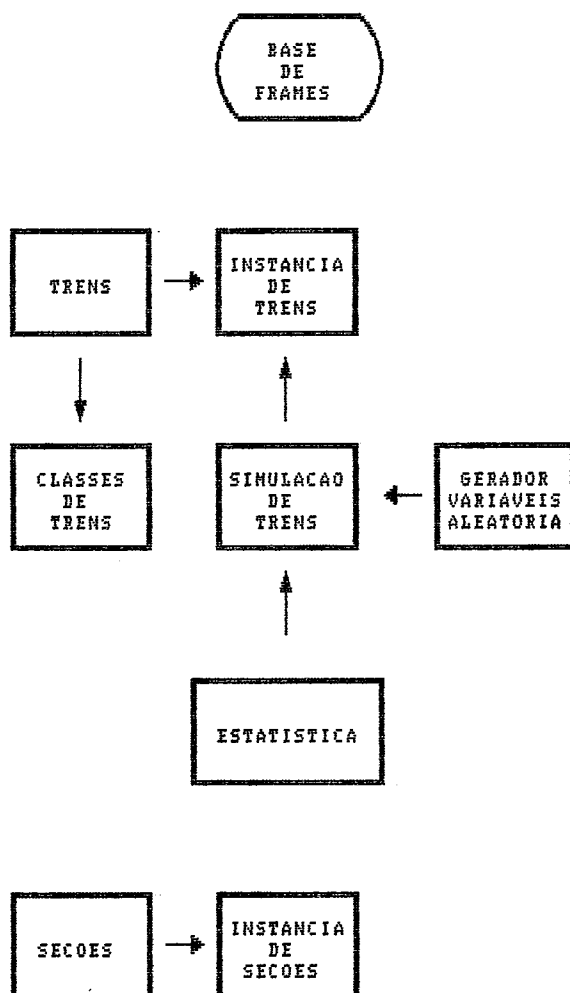 BASE
DE
FRAMES
TRENS
INSTANCIA
DE
TRENS
CLASSES
DE
TRENS
SIMULACAO
DE
TRENS
GERADOR
VARIAVEIS
ALEATORIA
ESTATISTICA
SECOES
INSTANCIA
DE
SECOES